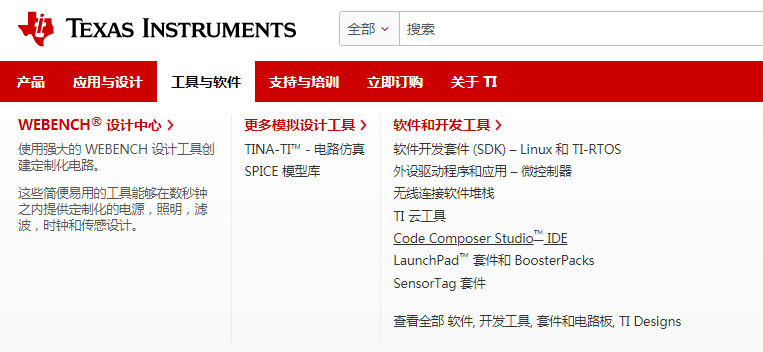 TEXAS INSTRUMENTS
全部
搜索
产品
应用与设计
工具与软件
支持与培训
立即订购
关于 TI
WEBENCH® 设计中心
使用强大的 WEBENCH 设计工具创
建定制化电路。
这些简便易用的工具能够在数秒钟
之内提供定制化的电源，照明，滤
波，时钟和传感设计。
更多模拟设计工具
TINA-TI™ - 电路仿真
SPICE 模型库
软件和开发工具
软件开发套件 (SDK) – Linux 和 TI-RTOS
外设驱动程序和应用 – 微控制器
无线连接软件堆栈
TI 云工具
Code Composer Studio™ IDE
LaunchPad™ 套件和 BoosterPacks
SensorTag 套件
查看全部 软件, 开发工具, 套件和电路板, TI Designs